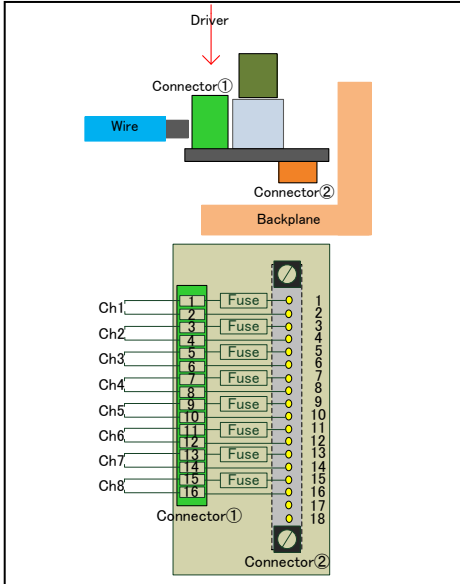 Driver
Connector①
Wire
Connector②
Backplane
Ch1
Ch2
Ch3
Ch4
Ch5
Ch6
Ch7
Ch8
1
2
3
4
5
6
7
8
9
10
11
12
13
14
15
16
Fuse
Fuse
Fuse
Fuse
Fuse
Fuse
Fuse
Fuse
1
2
3
4
5
6
7
8
9
10
11
12
13
14
15
16
17
18
Connector①
Connector②